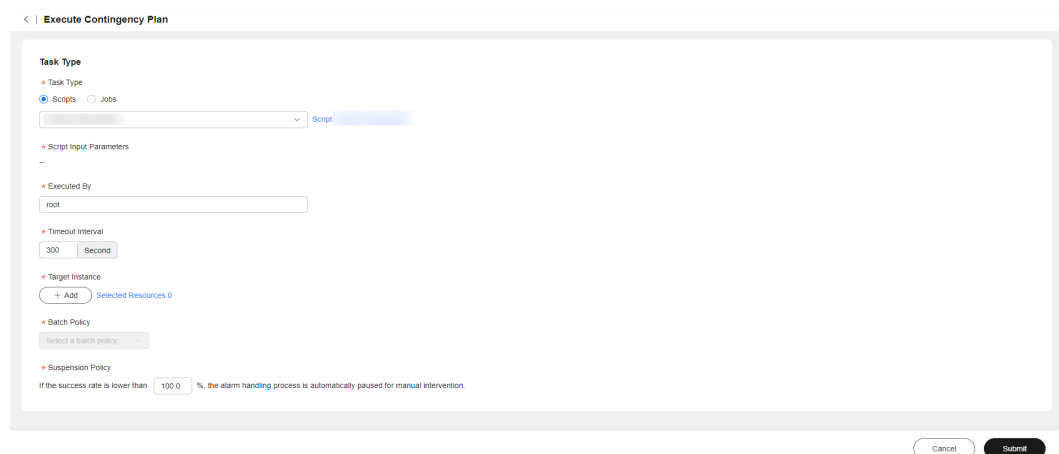 < | Execute Contingency Plan
Task Type
* Task Type
Scripts Jobs
Script
* Script Input Parameters
--
* Executed By
root
* Timeout Interval
300 Second
* Target Instance
+ Add Selected Resources:0
* Batch Policy
Select a batch policy.
* Suspension Policy
If the success rate is lower than 100.0 %, the alarm handling process is automatically paused for manual intervention.
Cancel Submit